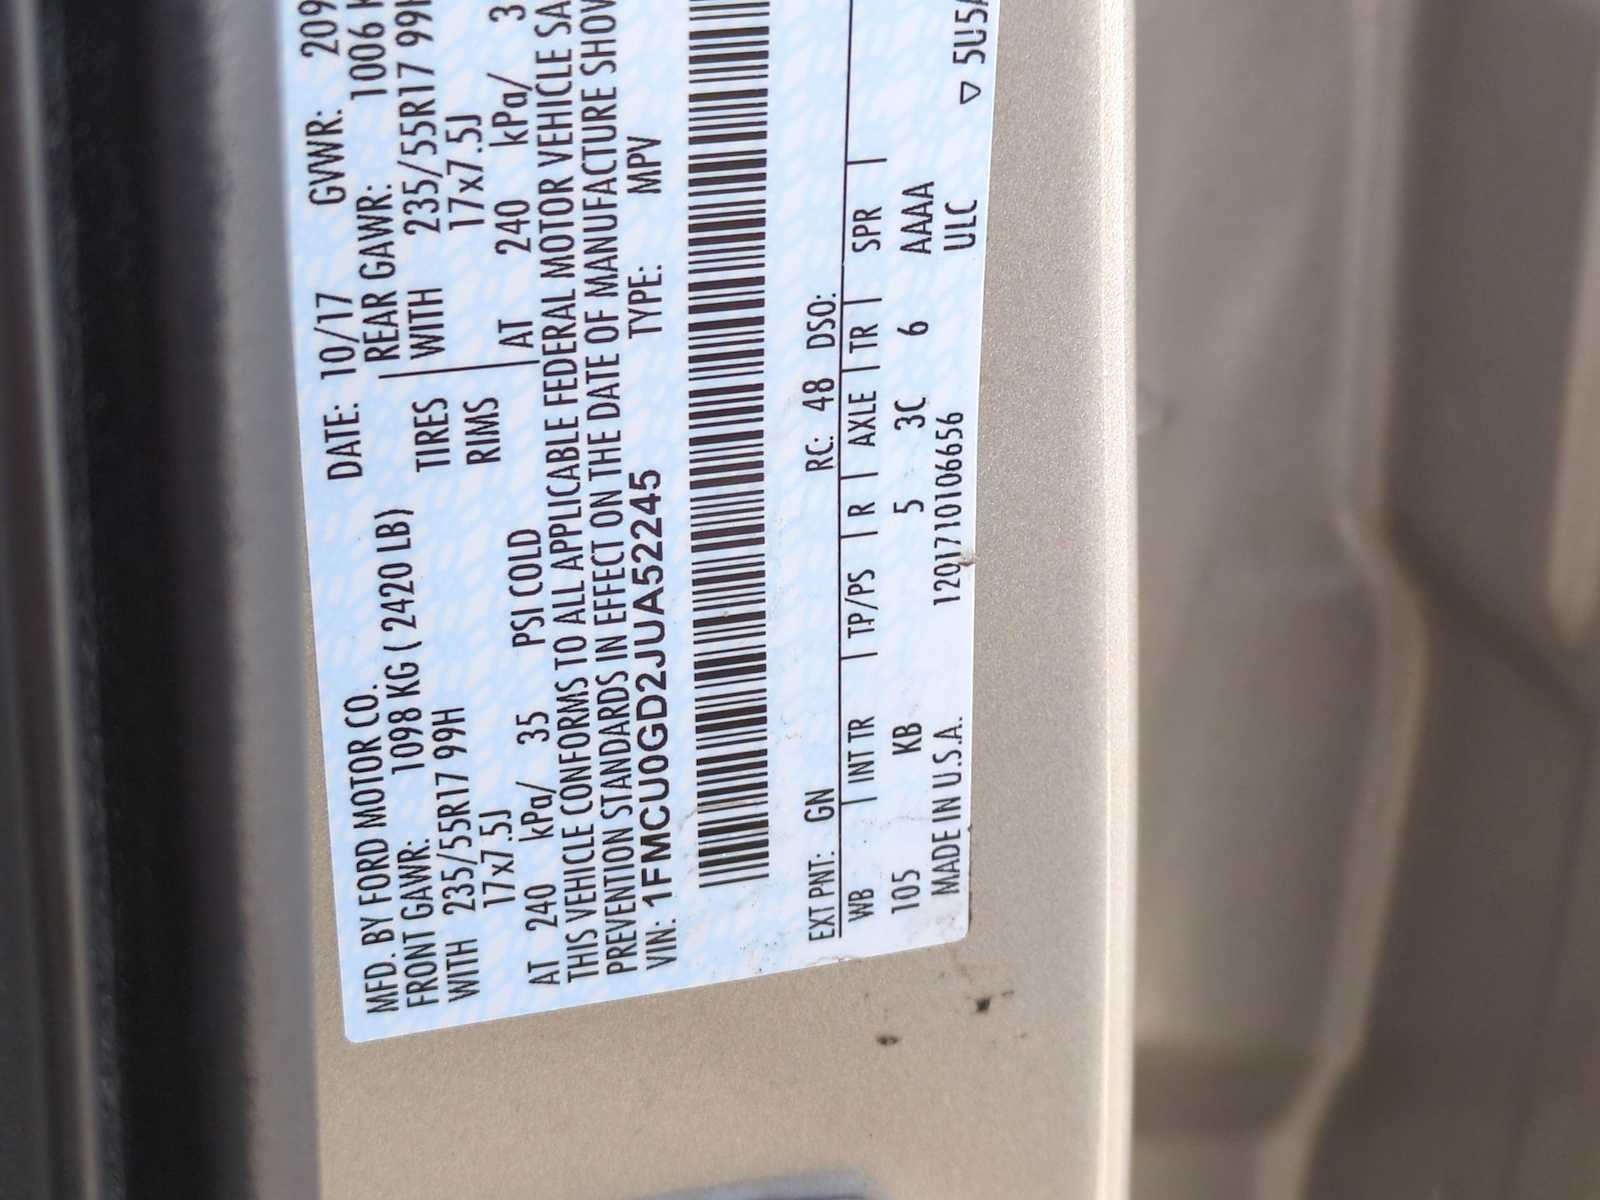 MFD. BY FORD MOTOR CO. DATE: 10/17 GVWR: 209
FRONT GAWR: 1098 KG ( 2420 LB) REAR GAWR: 1006 K
WITH 235/55R17 99H TIRES WITH 235/55R17 99H
17x7.5J RIMS 17x7.5J
AT 240 kPa/ 35 PSI COLD AT 240 kPa/ 3
THIS VEHICLE CONFORMS TO ALL APPLICABLE FEDERAL MOTOR VEHICLE SA
PREVENTION STANDARDS IN EFFECT ON THE DATE OF MANUFACTURE SHOW
VIN: 1FMCU0GD2JUA52245 TYPE: MPV
EXT PNT: GN RC: 48 DSO:
WB INT TR TP/PS R AXLE TR SPR
105 KB 5 3C 6 AAAA
MADE IN U.S.A. 1201710106656 ULC ▽ 5U5A